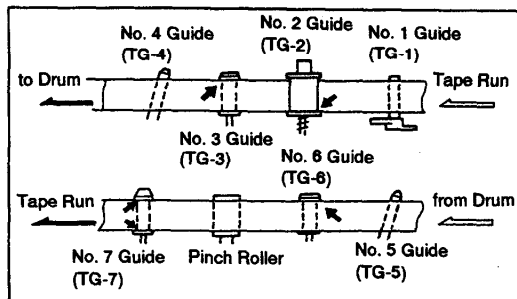 No. 4 Guide
(TG-4)
No. 2 Guide
(TG-2)
No. 1 Guide
(TG-1)
to Drum
Tape Run
No. 3 Guide
(TG-3)
No. 6 Guide
(TG-6)
Tape Run
from Drum
No. 7 Guide
(TG-7)
Pinch Roller
No. 5 Guide
(TG-5)